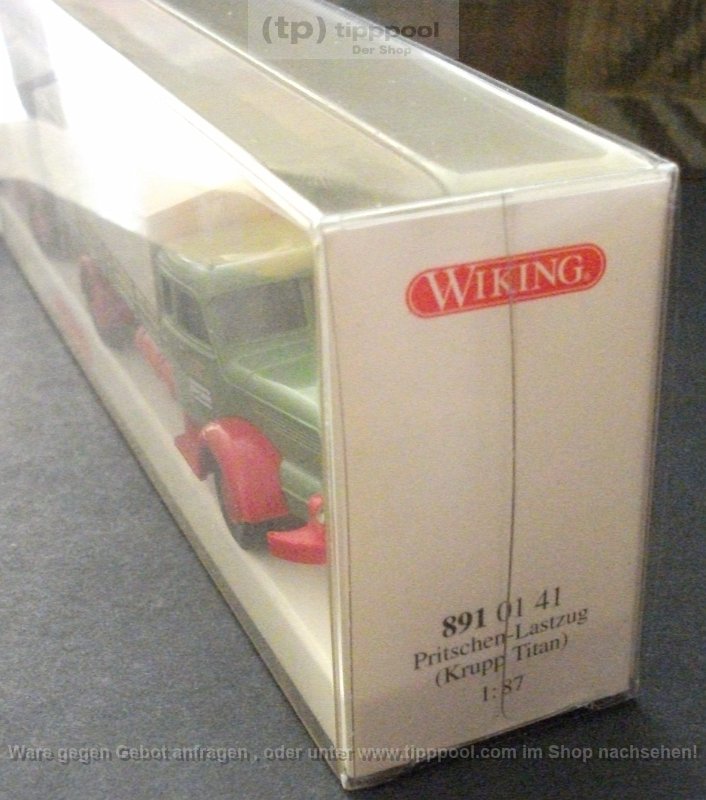 (tp) tipppool
Der Shop
WIKING®
891 01 41
Pritschen-Lastzug
(Krupp Titan)
1:87
Ware gegen Gebot anfragen , oder unter www.tipppool.com im Shop nachsehen!